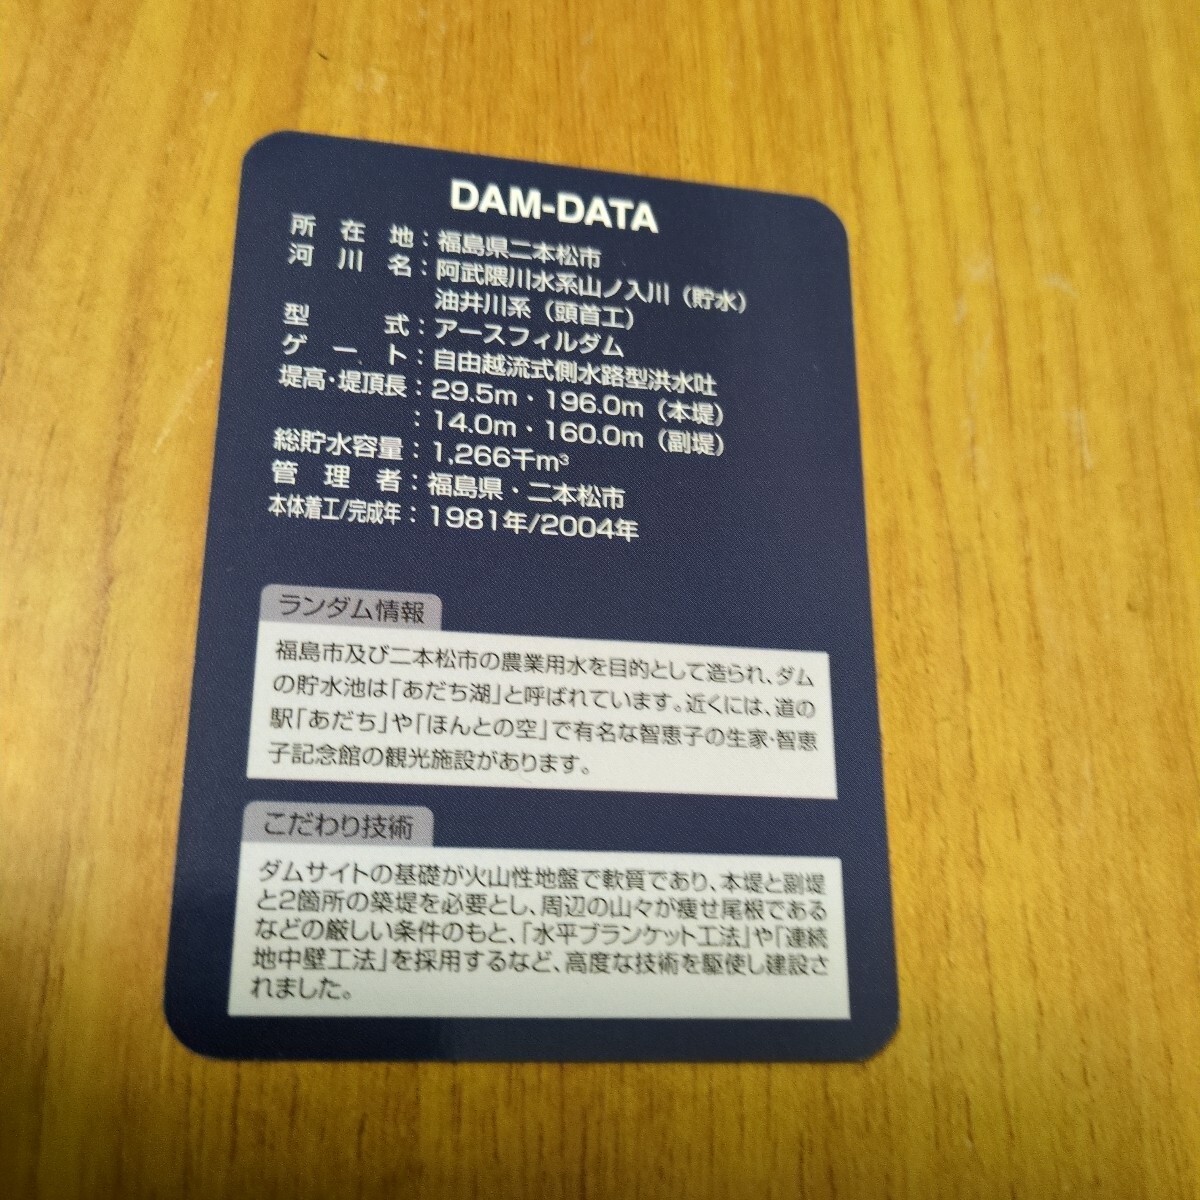 DAM-DATA
所在地：福島県二本松市
河川名：阿武隈川水系山ノ入川（貯水）
油井川系（頭首工）
型式：アースフィルダム
ゲート：自由越流式側水路型洪水吐
堤高・堤頂長：29.5m・196.0m（本堤）
：14.0m・160.0m（副堤）
総貯水容量：1,266千m³
管理者：福島県・二本松市
本体着工/完成年：1981年/2004年
ランダム情報
福島市及び二本松市の農業用水を目的として造られ、ダム
の貯水池は「あだち湖」と呼ばれています。近くには、道の
駅「あだち」や「ほんとの空」で有名な智恵子の生家・智恵
子記念館の観光施設があります。
こだわり技術
ダムサイトの基礎が火山性地盤で軟質であり、本堤と副堤
と2箇所の築堤を必要とし、周辺の山々が痩せ尾根である
などの厳しい条件のもと、「水平ブランケット工法」や「連続
地中壁工法」を採用するなど、高度な技術を駆使し建設さ
れました。